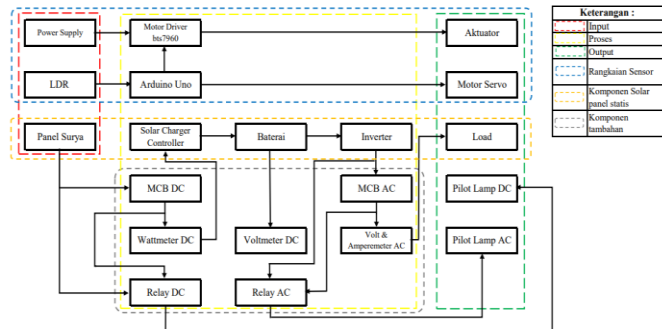 Power Supply
Motor Driver
bts7960
Aktuator
LDR
Arduino Uno
Motor Servo
Panel Surya
Solar Charger
Controller
Baterai
Inverter
Load
MCB DC
MCB AC
Pilot Lamp DC
Wattmeter DC
Voltmeter DC
Volt &
Amperemeter AC
Pilot Lamp AC
Relay DC
Relay AC
Keterangan :
Input
Proses
Output
Rangkaian Sensor
Komponen Solar
panel statis
Komponen
tambahan